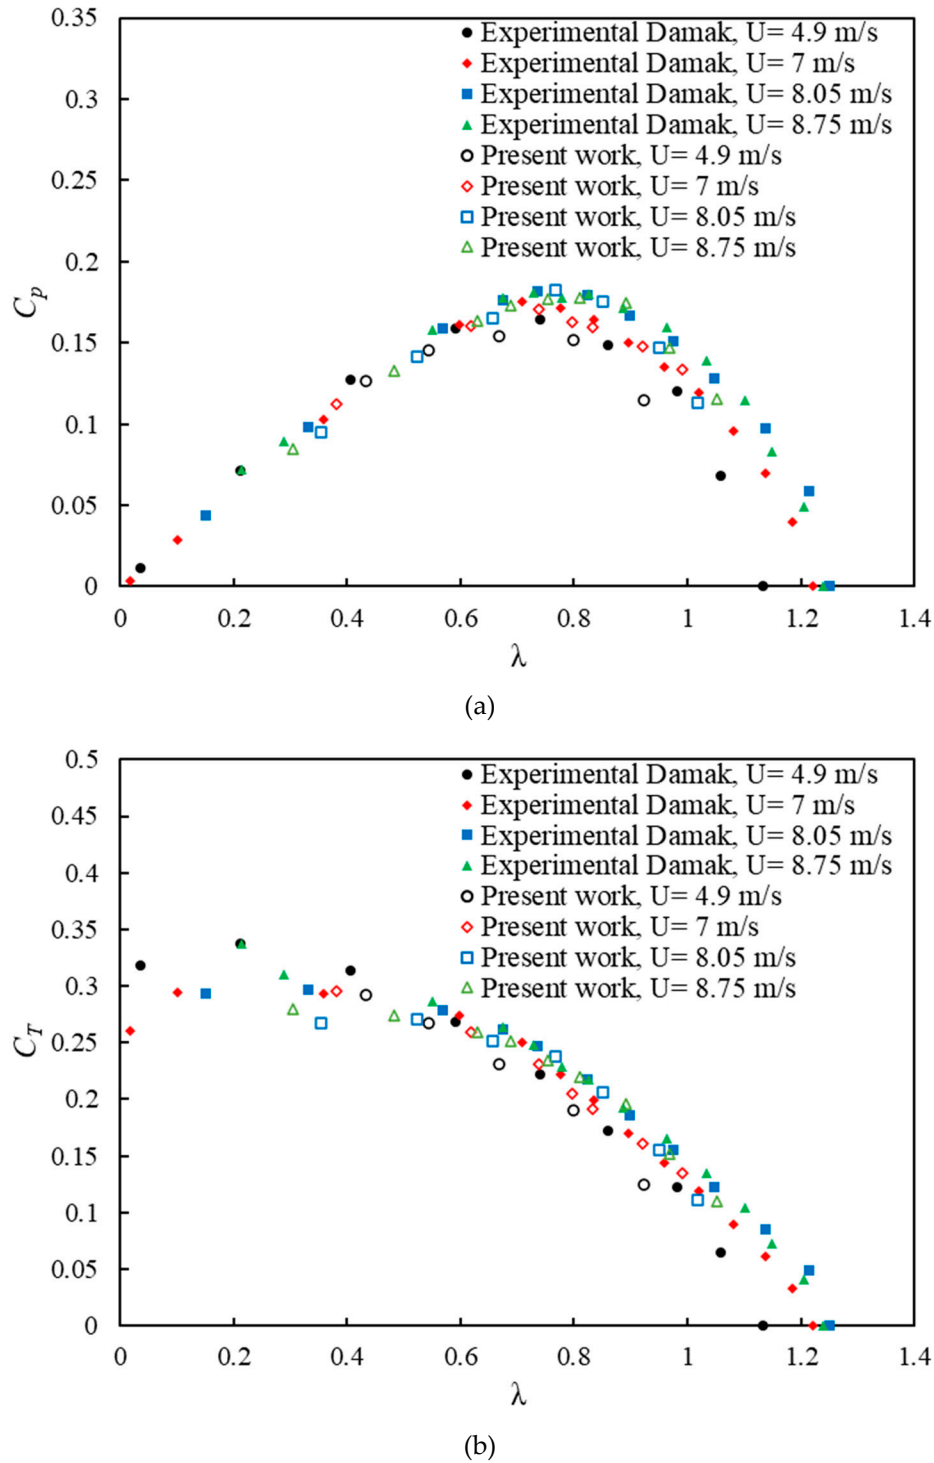 0.35
Experimental Damak, U= 4.9 m/s
Experimental Damak, U= 7 m/s
0.3
Experimental Damak, U= 8.05 m/s
Experimental Damak, U= 8.75 m/s
0.25
Present work, U= 4.9 m/s
Present work, U= 7 m/s
Present work, U= 8.05 m/s
0.2
Present work, U= 8.75 m/s
Cp
0.15
0.1
0.05
0
0 0.2 0.4 0.6 0.8 1 1.2 1.4
λ
(a)
0.5
Experimental Damak, U= 4.9 m/s
0.45
Experimental Damak, U= 7 m/s
Experimental Damak, U= 8.05 m/s
0.4
Experimental Damak, U= 8.75 m/s
Present work, U= 4.9 m/s
0.35
Present work, U= 7 m/s
Present work, U= 8.05 m/s
0.3
Present work, U= 8.75 m/s
CT
0.25
0.2
0.15
0.1
0.05
0
0 0.2 0.4 0.6 0.8 1 1.2 1.4
λ
(b)